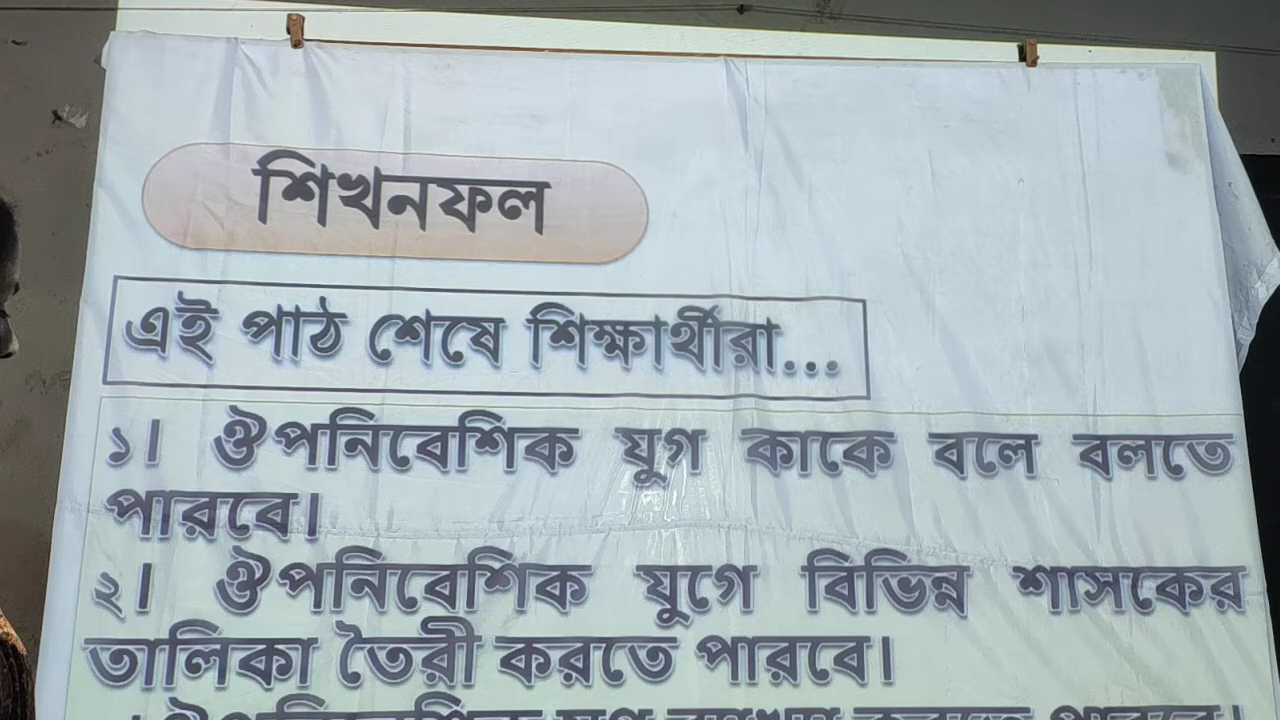 শিখনফল
এই পাঠ শেষে শিক্ষার্থীরা...
১। ঔপনিবেশিক যুগ কাকে বলে বলতে
পারবে।
২। ঔপনিবেশিক যুগে বিভিন্ন শাসকের
তালিকা তৈরী করতে পারবে।